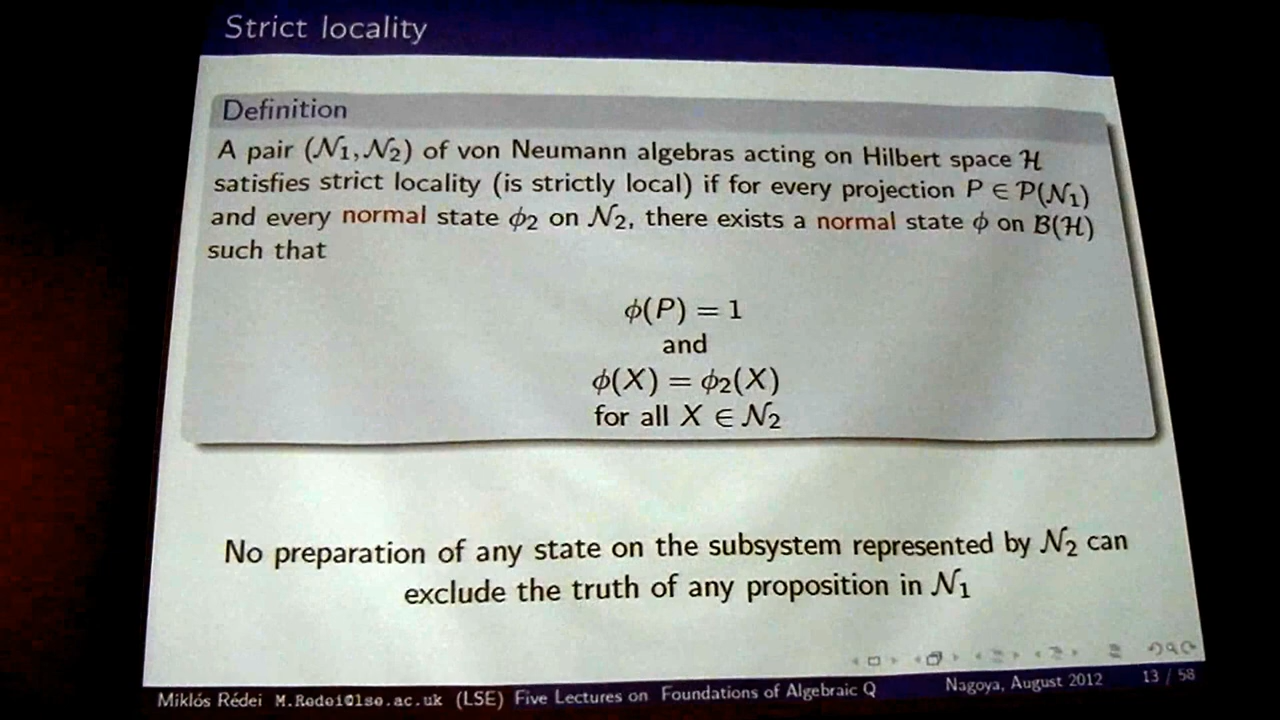 Strict locality
Definition
A pair (𝒩₁, 𝒩₂) of von Neumann algebras acting on Hilbert space ℋ
satisfies strict locality (is strictly local) if for every projection P ∈ 𝒫(𝒩₁)
and every normal state ϕ₂ on 𝒩₂, there exists a normal state ϕ on ℬ(ℋ)
such that
ϕ(P) = 1
and
ϕ(X) = ϕ₂(X)
for all X ∈ 𝒩₂
No preparation of any state on the subsystem represented by 𝒩₂ can
exclude the truth of any proposition in 𝒩₁
Miklós Rédei M.Redei@lse.ac.uk (LSE) Five Lectures on Foundations of Algebraic Q Nagoya, August 2012 13 / 58